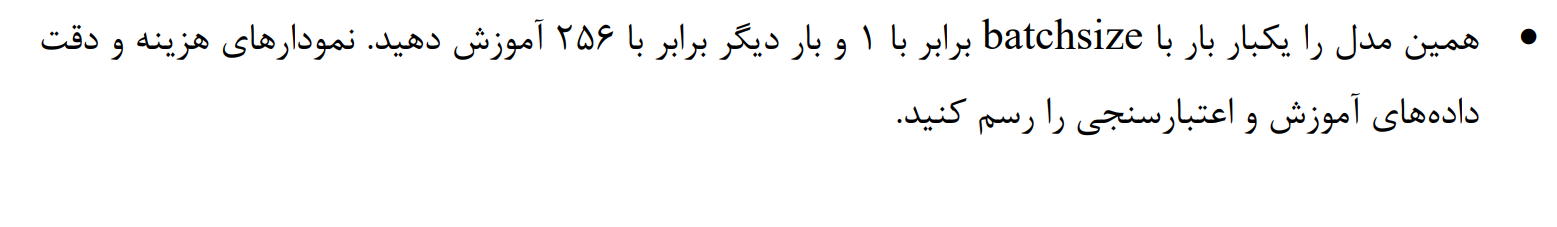 • همین مدل را یکبار بار با batchsize برابر با ۱ و بار دیگر برابر با ۲۵۶ آموزش دهید. نمودارهای هزینه و دقت
داده‌های آموزش و اعتبارسنجی را رسم کنید.